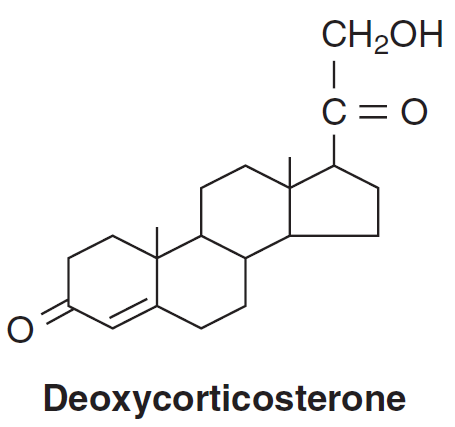 CH₂OH
C = O
O
Deoxycorticosterone